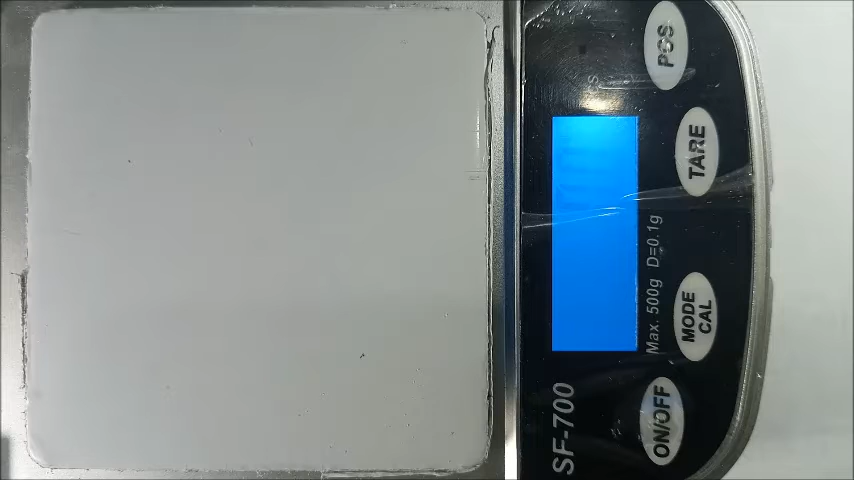 PCS
TARE
Max. 500g D=0.1g
MODE
CAL
SF-700
ON/OFF